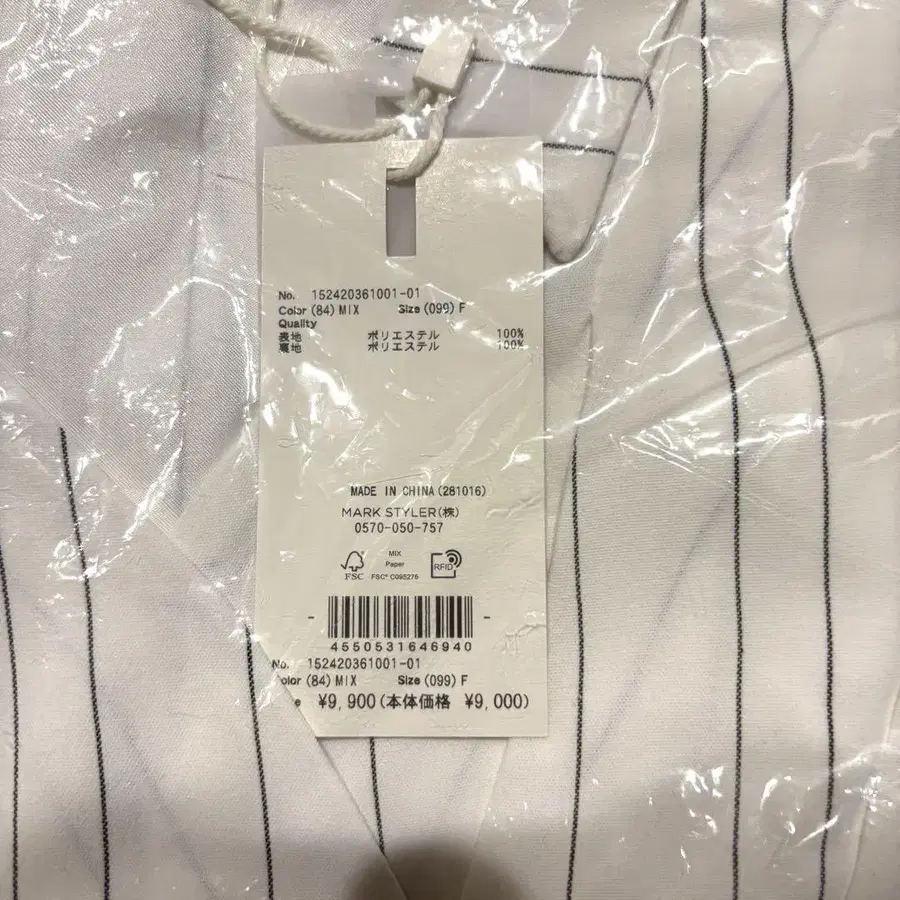 No. 152420361001-01
Color (84) MIX Size (099) F
Quality
表地 ポリエステル 100%
裏地 ポリエステル 100%
MADE IN CHINA(281016)
MARK STYLER(株)
0570-050-757
FSC
MIX
Paper
FSC® C095275
RFID
4550531646940
No. 152420361001-01
Color (84) MIX Size (099) F
¥9,900(本体価格 ¥9,000)